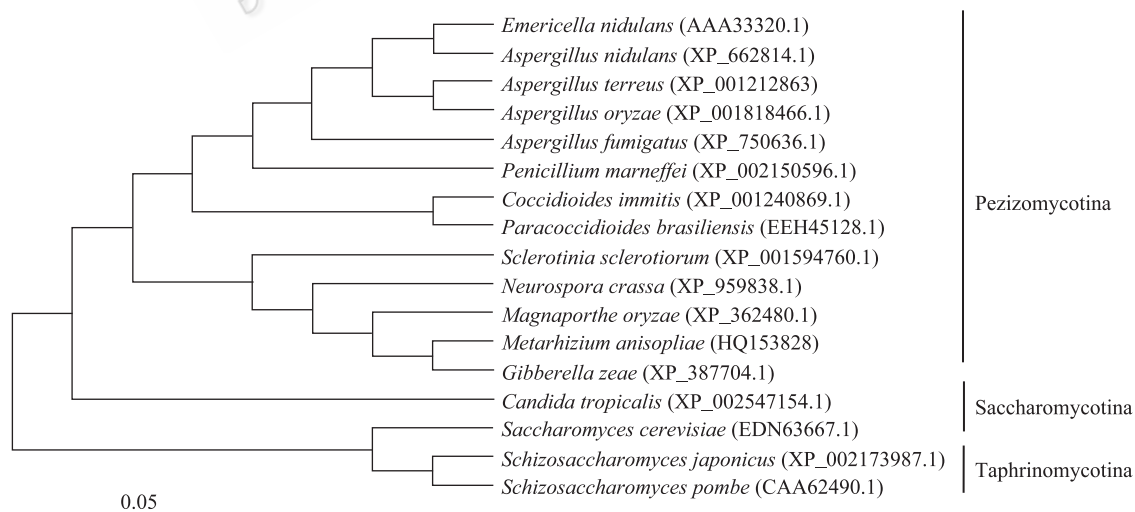 Emericella nidulans (AAA33320.1)
Aspergillus nidulans (XP_662814.1)
Aspergillus terreus (XP_001212863)
Aspergillus oryzae (XP_001818466.1)
Aspergillus fumigatus (XP_750636.1)
Penicillium marneffei (XP_002150596.1)
Coccidioides immitis (XP_001240869.1)
Paracoccidioides brasiliensis (EEH45128.1)
Sclerotinia sclerotiorum (XP_001594760.1)
Neurospora crassa (XP_959838.1)
Magnaporthe oryzae (XP_362480.1)
Metarhizium anisopliae (HQ153828)
Gibberella zeae (XP_387704.1)
Candida tropicalis (XP_002547154.1)
Saccharomyces cerevisiae (EDN63667.1)
Schizosaccharomyces japonicus (XP_002173987.1)
Schizosaccharomyces pombe (CAA62490.1)
Pezizomycotina
Saccharomycotina
Taphrinomycotina
0.05